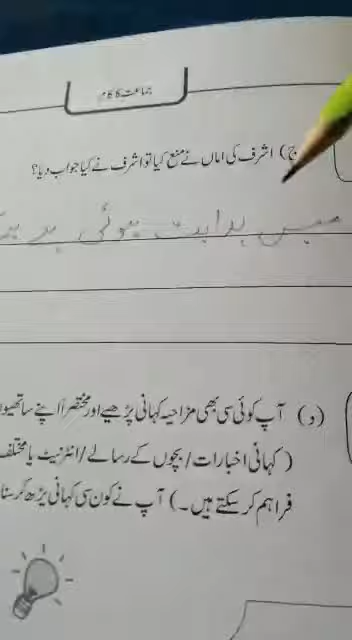 جماعت کا کام
ج) اشرف کی اماں نے منع کیا تو اشرف نے کیا جواب دیا؟
میں ہدایت ہوئی
(د) آپ کوئی سی بھی مزاحیہ کہانی پڑھیے اور مختصراً اپنے ساتھیو
( کہانی اخبارات / بچوں کے رسالے / انٹرنیٹ یا مختلف
فراہم کر سکتے ہیں۔) آپ نے کون سی کہانی پڑھ کر سنا